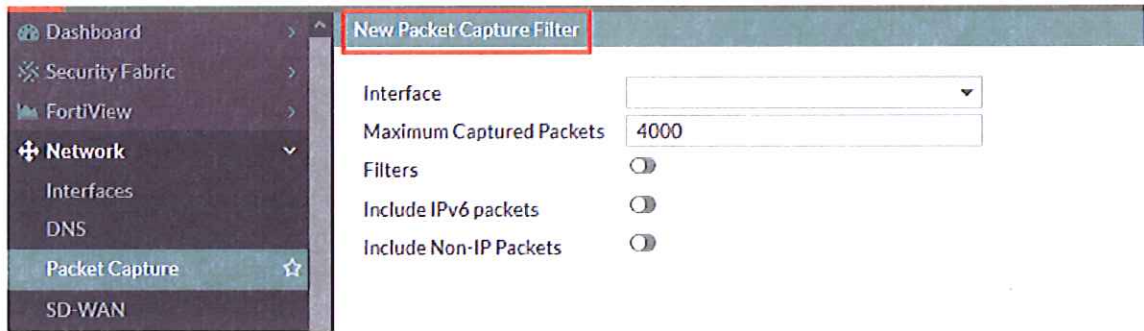 Dashboard
Security Fabric
FortiView
Network
Interfaces
DNS
Packet Capture
SD-WAN
New Packet Capture Filter
Interface
Maximum Captured Packets 4000
Filters
Include IPv6 packets
Include Non-IP Packets